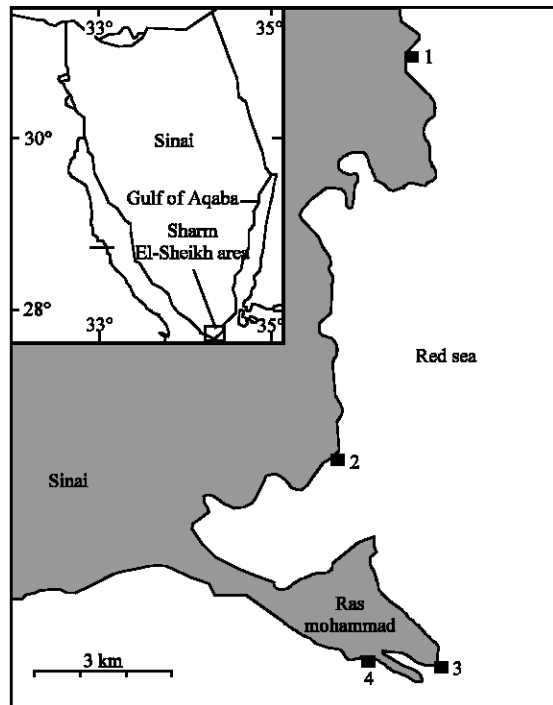 33°
35°
1
30°
Sinai
Gulf of Aqaba
Sharm
El-Sheikh area
28°
33°
35°
Red sea
2
Sinai
Ras
mohammad
3 km
4
3